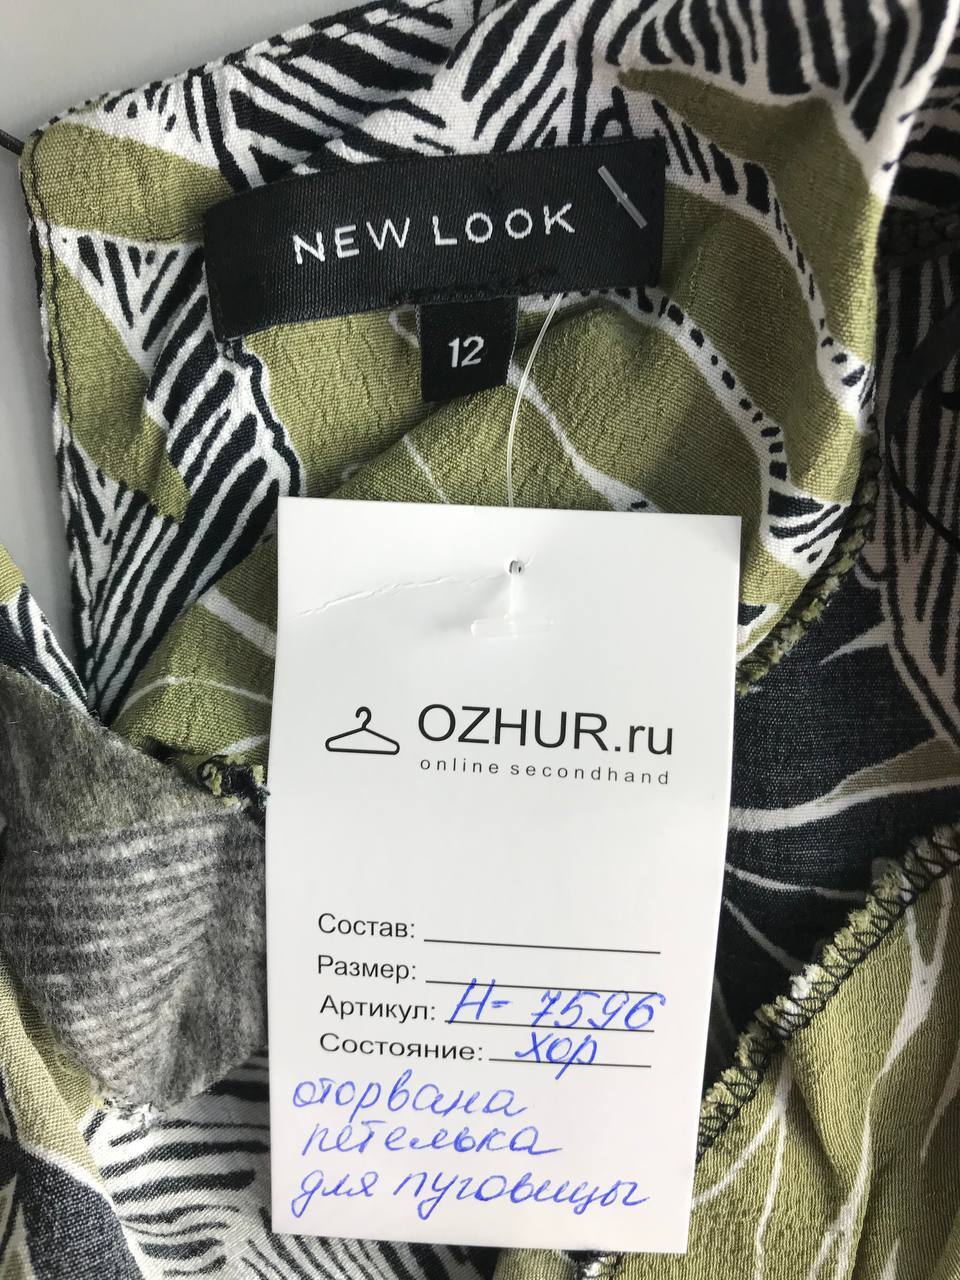 NEW LOOK
12
OZHUR.ru
online secondhand
Состав:
Размер:
Артикул: Н- 7596
Состояние: хор
оторвана
петелька
для пуговицы